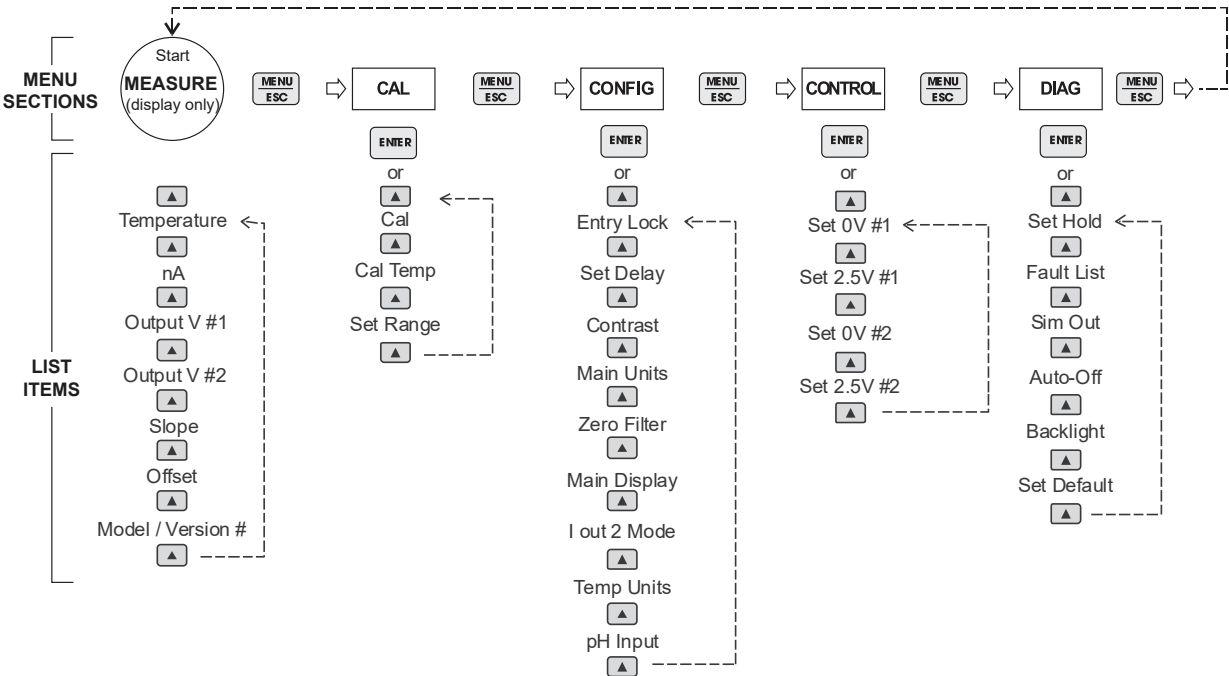 MENU
SECTIONS
Start
MEASURE
(display only)
MENU
ESC
CAL
MENU
ESC
CONFIG
MENU
ESC
CONTROL
MENU
ESC
DIAG
MENU
ESC
LIST
ITEMS
Temperature
nA
Output V #1
Output V #2
Slope
Offset
Model / Version #
ENTER
or
Cal
Cal Temp
Set Range
ENTER
or
Entry Lock
Set Delay
Contrast
Main Units
Zero Filter
Main Display
I out 2 Mode
Temp Units
pH Input
ENTER
or
Set 0V #1
Set 2.5V #1
Set 0V #2
Set 2.5V #2
ENTER
or
Set Hold
Fault List
Sim Out
Auto-Off
Backlight
Set Default